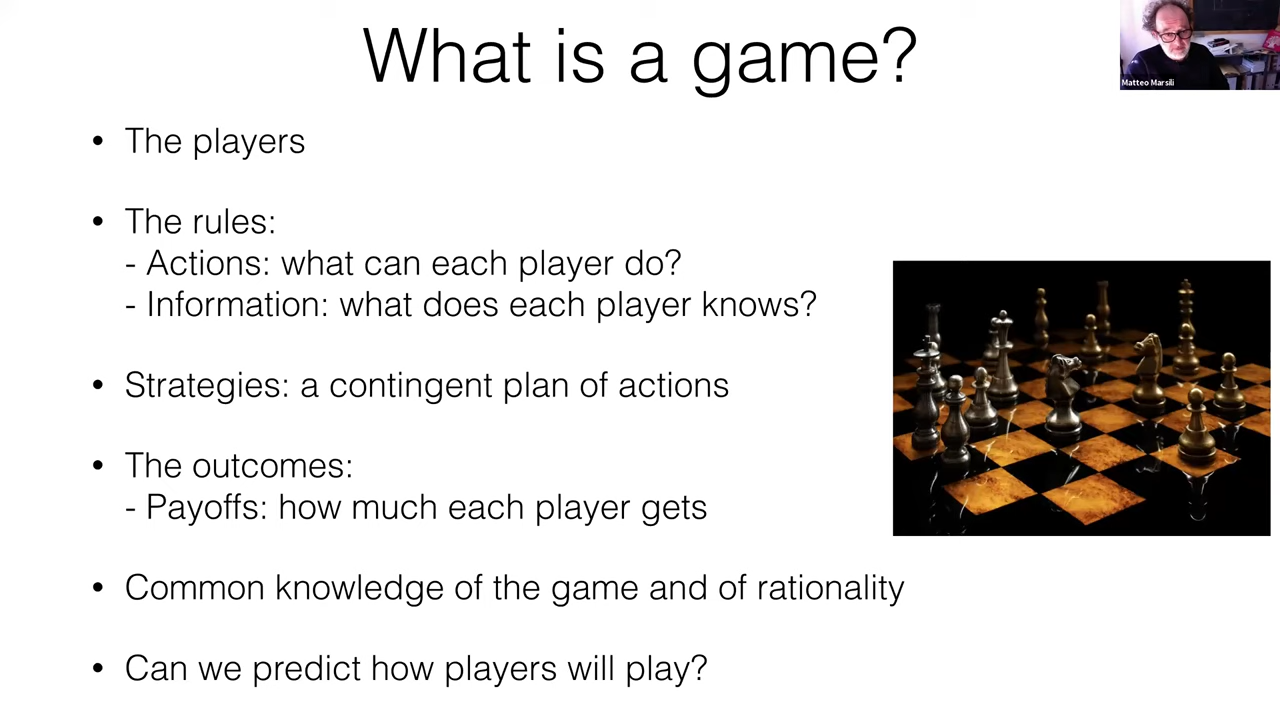 What is a game?
Matteo Marsili
• The players
• The rules:
- Actions: what can each player do?
- Information: what does each player knows?
• Strategies: a contingent plan of actions
• The outcomes:
- Payoffs: how much each player gets
• Common knowledge of the game and of rationality
• Can we predict how players will play?